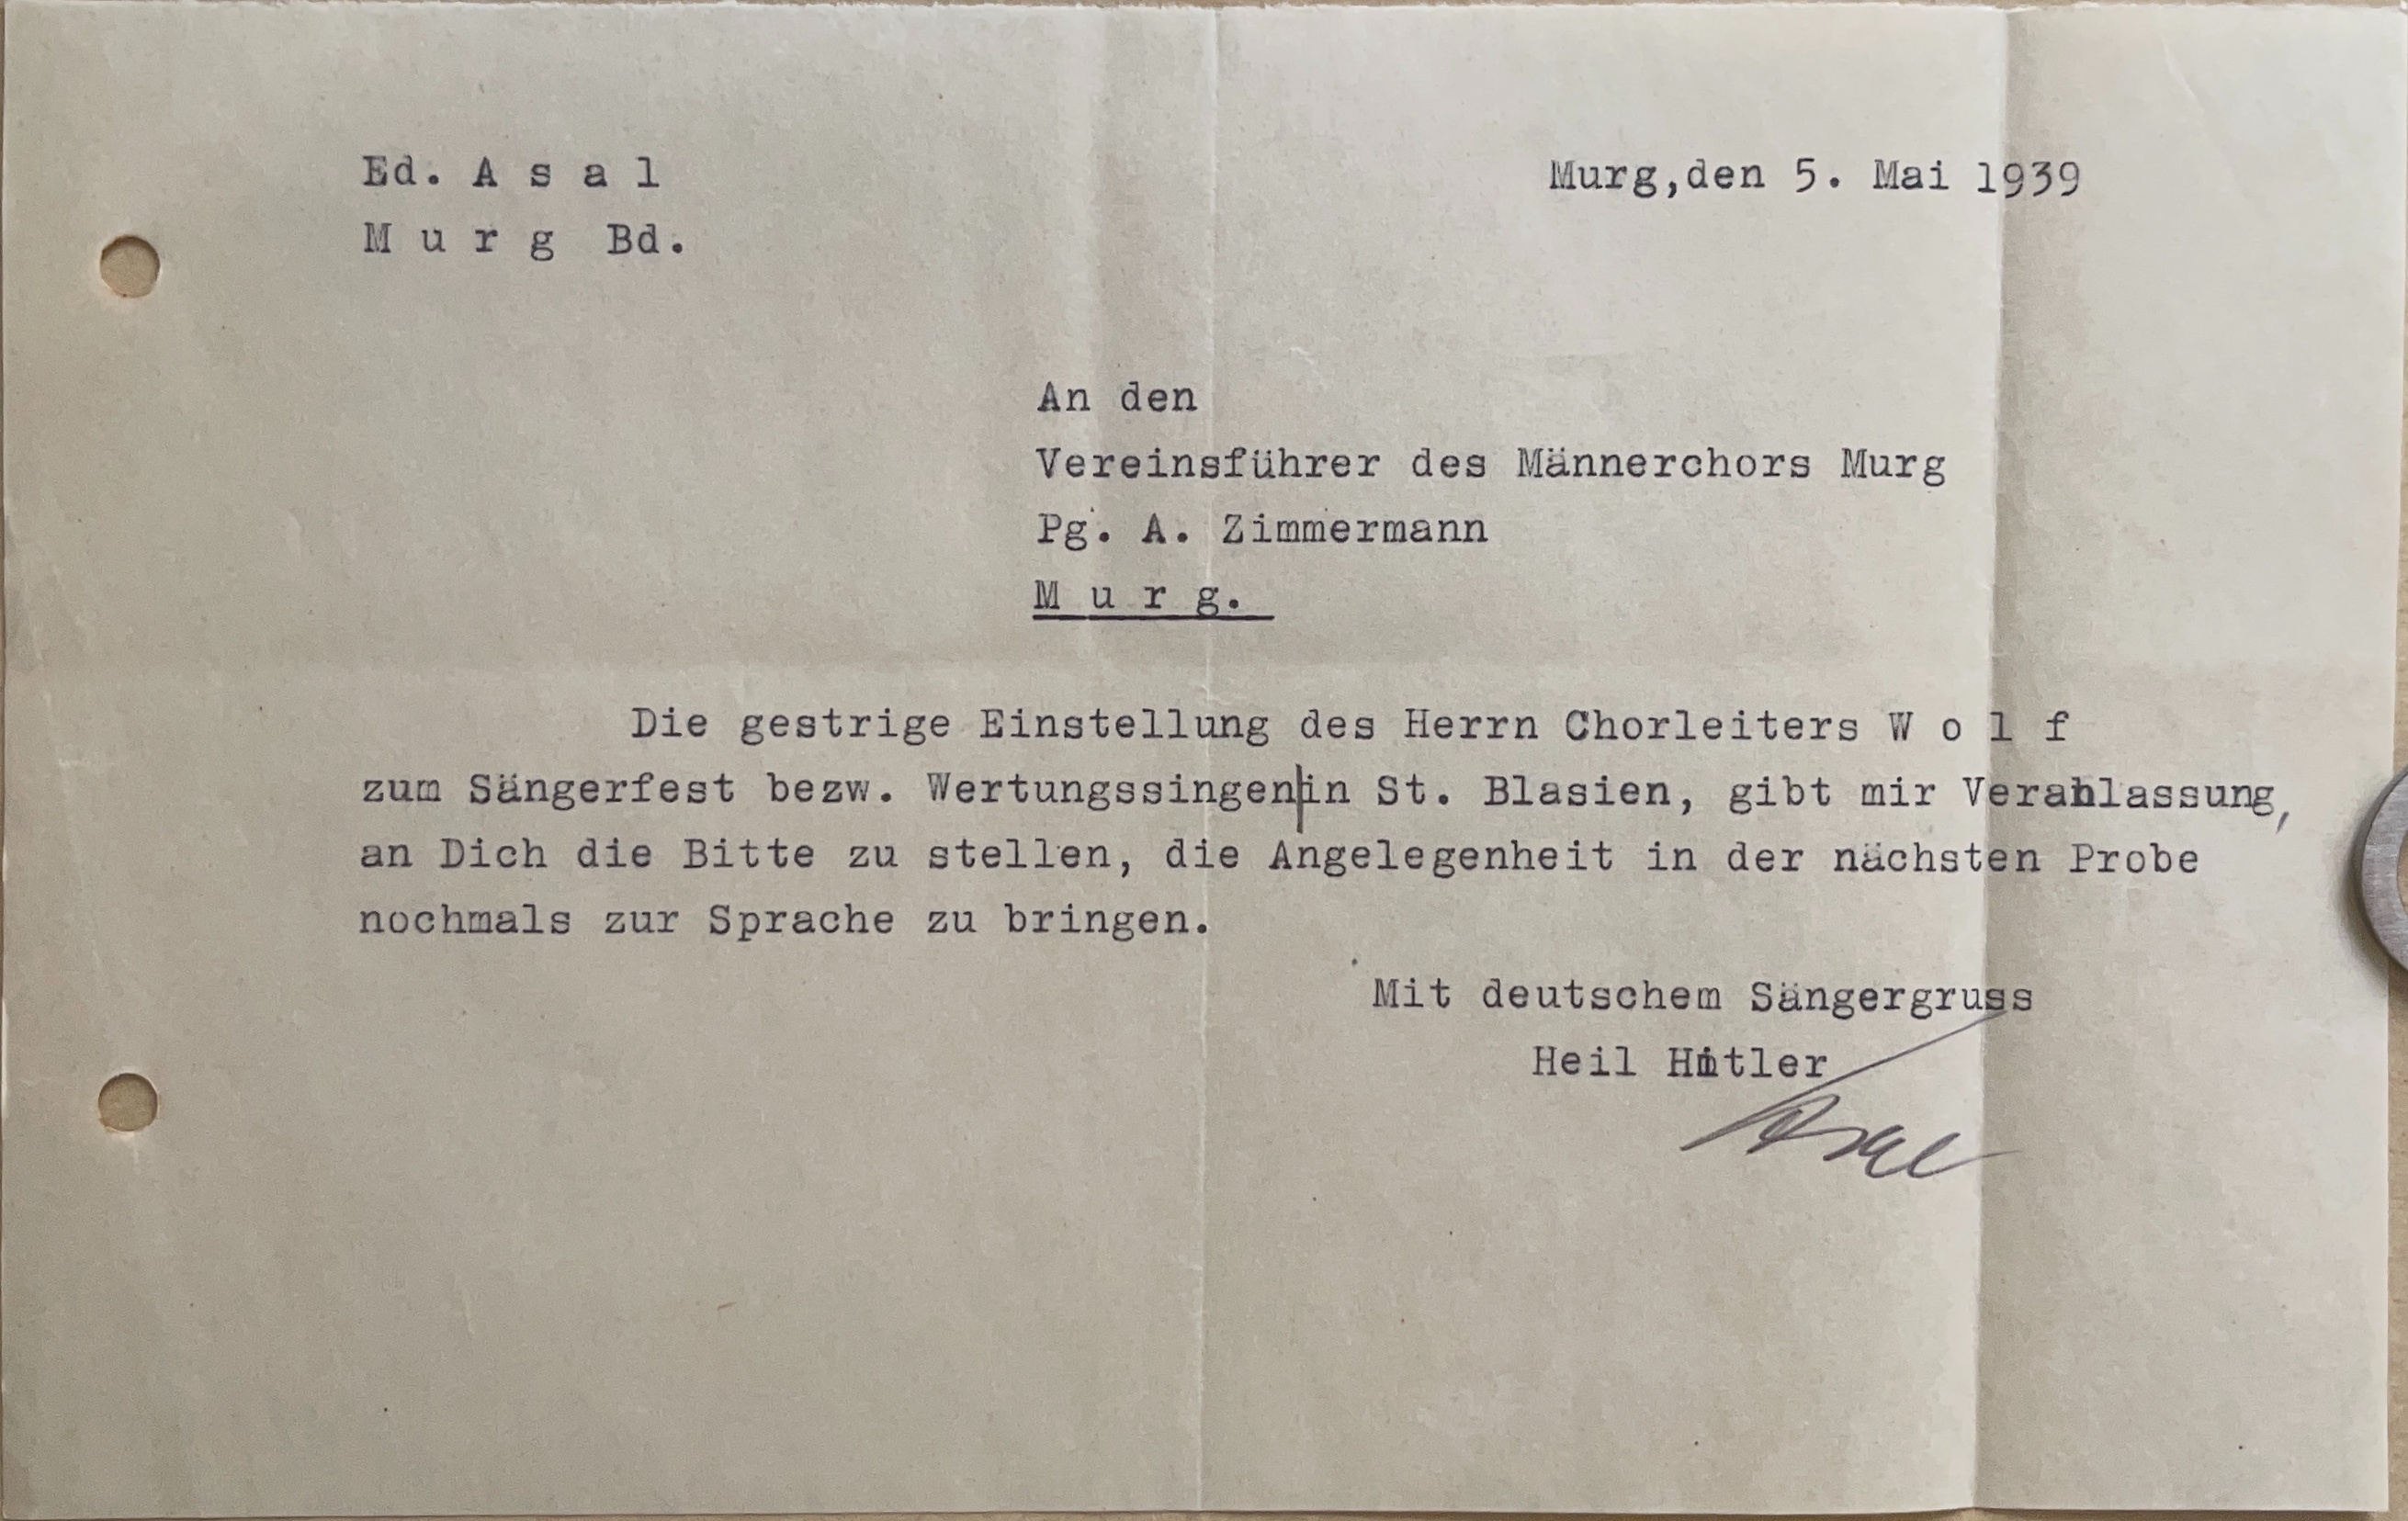 Ed. A s a l
Murg,den 5. Mai 1939
M u r g Bd.
An den
Vereinsführer des Männerchors Murg
Pg. A. Zimmermann
M u r g.
Die gestrige Einstellung des Herrn Chorleiters W o l f
zum Sängerfest bezw. Wertungssingen|in St. Blasien, gibt mir Veranlassung,
an Dich die Bitte zu stellen, die Angelegenheit in der nächsten Probe
nochmals zur Sprache zu bringen.
Mit deutschem Sängergruss
Heil Hitler
Asal